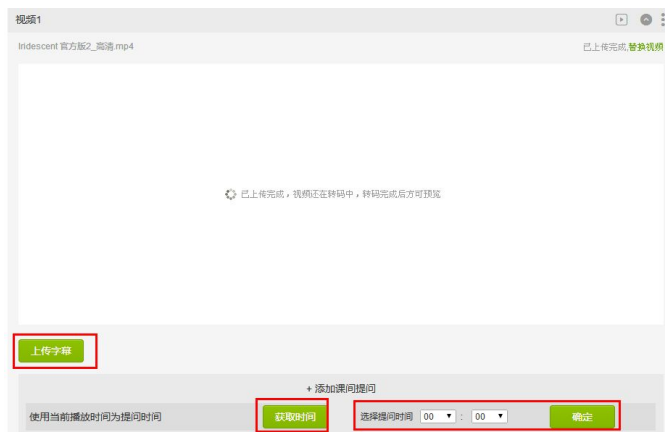 视频1
Iridescent 官方版2_高清.mp4 已上传完成,替换视频
已上传完成，视频还在转码中，转码完成后方可预览
上传字幕
+ 添加课间提问
使用当前播放时间为提问时间 获取时间 选择提问时间 00 : 00 确定